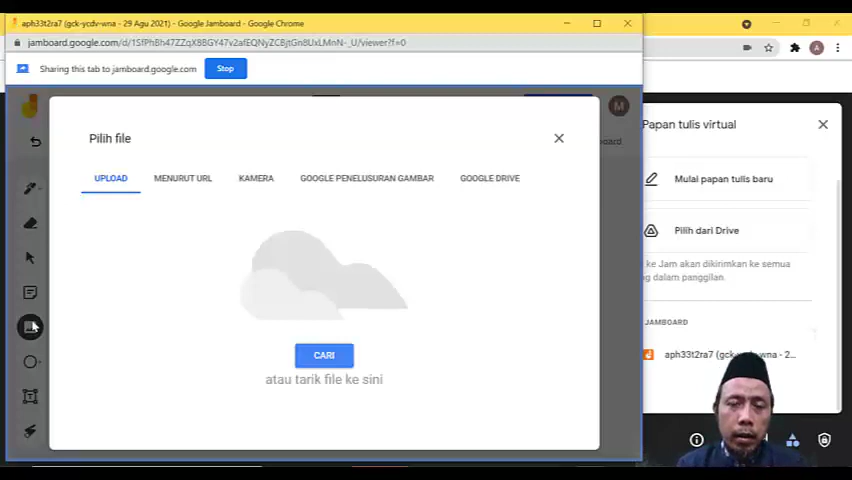 aph33t2ra7 (gck-ycdv-wna - 29 Agu 2021) - Google Jamboard - Google Chrome
jamboard.google.com/d/1SfPhBh47ZZqX8BGY47v2afEQNyZCBjtGn8UxLMnN-_U/viewer?f=0
Sharing this tab to jamboard.google.com
Stop
M
A
Pilih file
UPLOAD
MENURUT URL
KAMERA
GOOGLE PENELUSURAN GAMBAR
GOOGLE DRIVE
CARI
atau tarik file ke sini
Papan tulis virtual
Mulai papan tulis baru
Pilih dari Drive
ke Jam akan dikirimkan ke semua
ng dalam panggilan.
JAMBOARD
aph33t2ra7 (gck-ycdv-wna - 2...